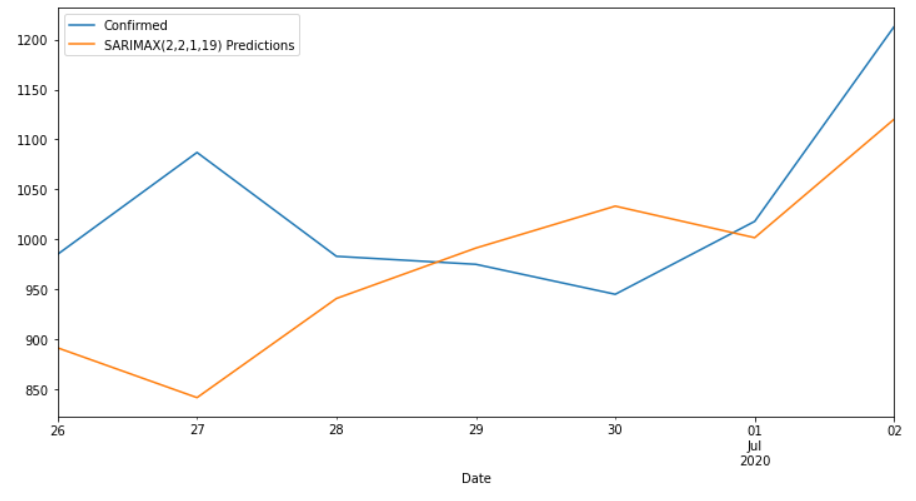 Confirmed
SARIMAX(2,2,1,19) Predictions
1200
1150
1100
1050
1000
950
900
850
26 27 28 29 30 01 02
Jul
2020
Date